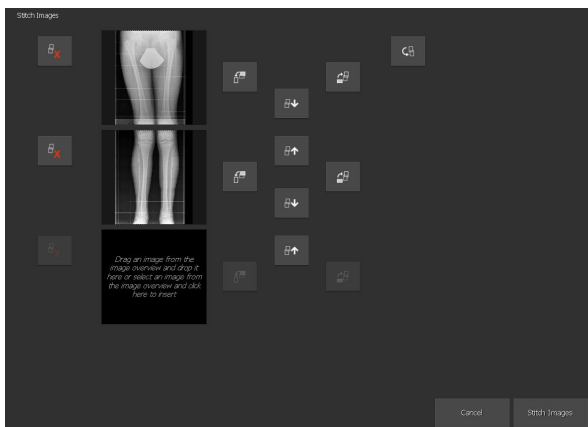 Stitch Images
Drag an image from the
image overview and drop it
here or select an image from
the image overview and click
here to insert
Cancel
Stitch Images